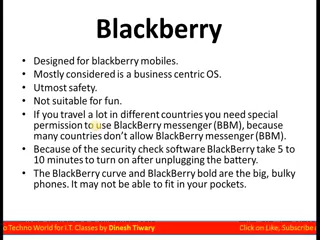 Blackberry
• Designed for blackberry mobiles.
• Mostly considered is a business centric OS.
• Utmost safety.
• Not suitable for fun.
• If you travel a lot in different countries you need special
permission to use BlackBerry messenger (BBM), because
many countries don't allow BlackBerry messenger (BBM).
• Because of the security check software BlackBerry take 5 to
10 minutes to turn on after unplugging the battery.
• The BlackBerry curve and BlackBerry bold are the big, bulky
phones. It may not be able to fit in your pockets.
o Techno World for I.T. Classes by Dinesh Tiwary Click on Like, Subscribe